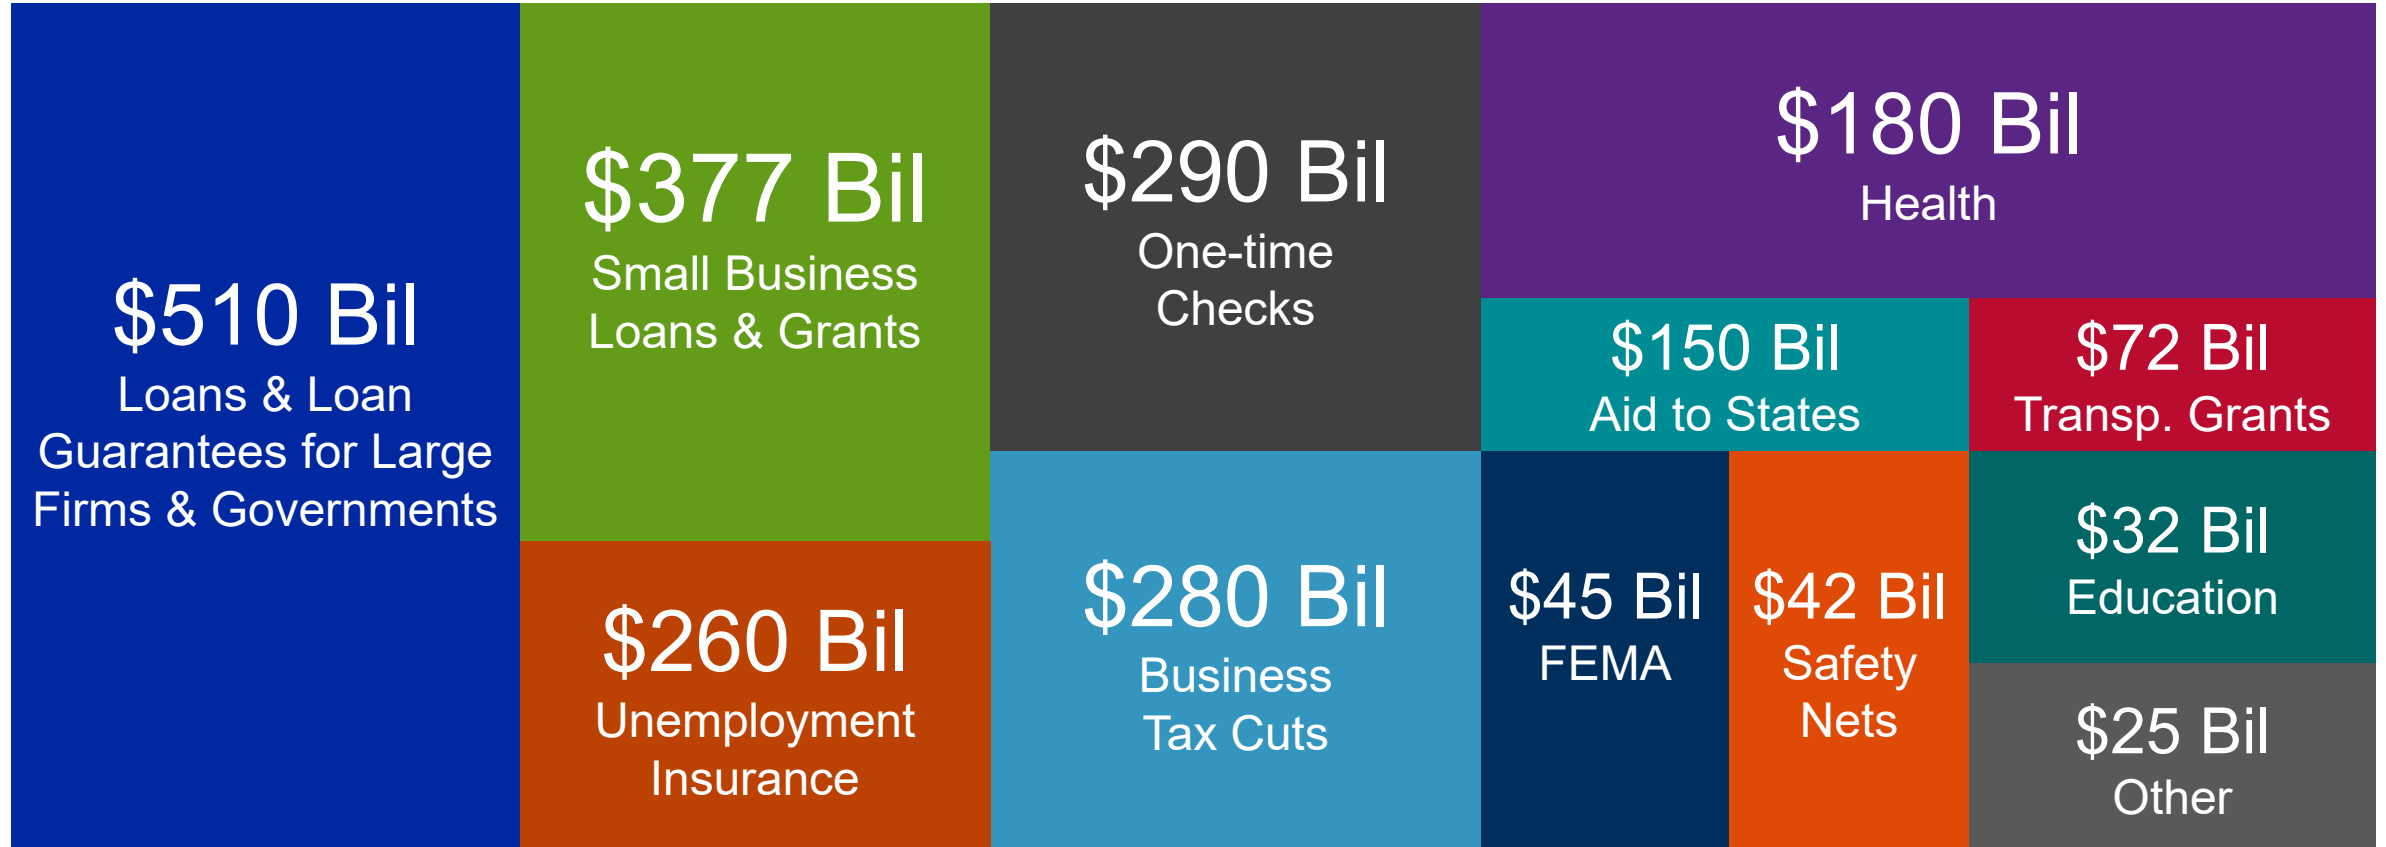 $510 Bil
Loans & Loan
Guarantees for Large
Firms & Governments
$377 Bil
Small Business
Loans & Grants
$260 Bil
Unemployment
Insurance
$290 Bil
One-time
Checks
$280 Bil
Business
Tax Cuts
$180 Bil
Health
$150 Bil
Aid to States
$72 Bil
Transp. Grants
$45 Bil
FEMA
$42 Bil
Safety
Nets
$32 Bil
Education
$25 Bil
Other